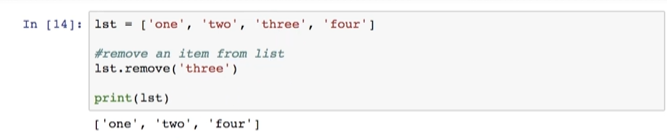 In [14]: lst = ['one', 'two', 'three', 'four']
#remove an item from list
lst.remove('three')
print(lst)
['one', 'two', 'four']